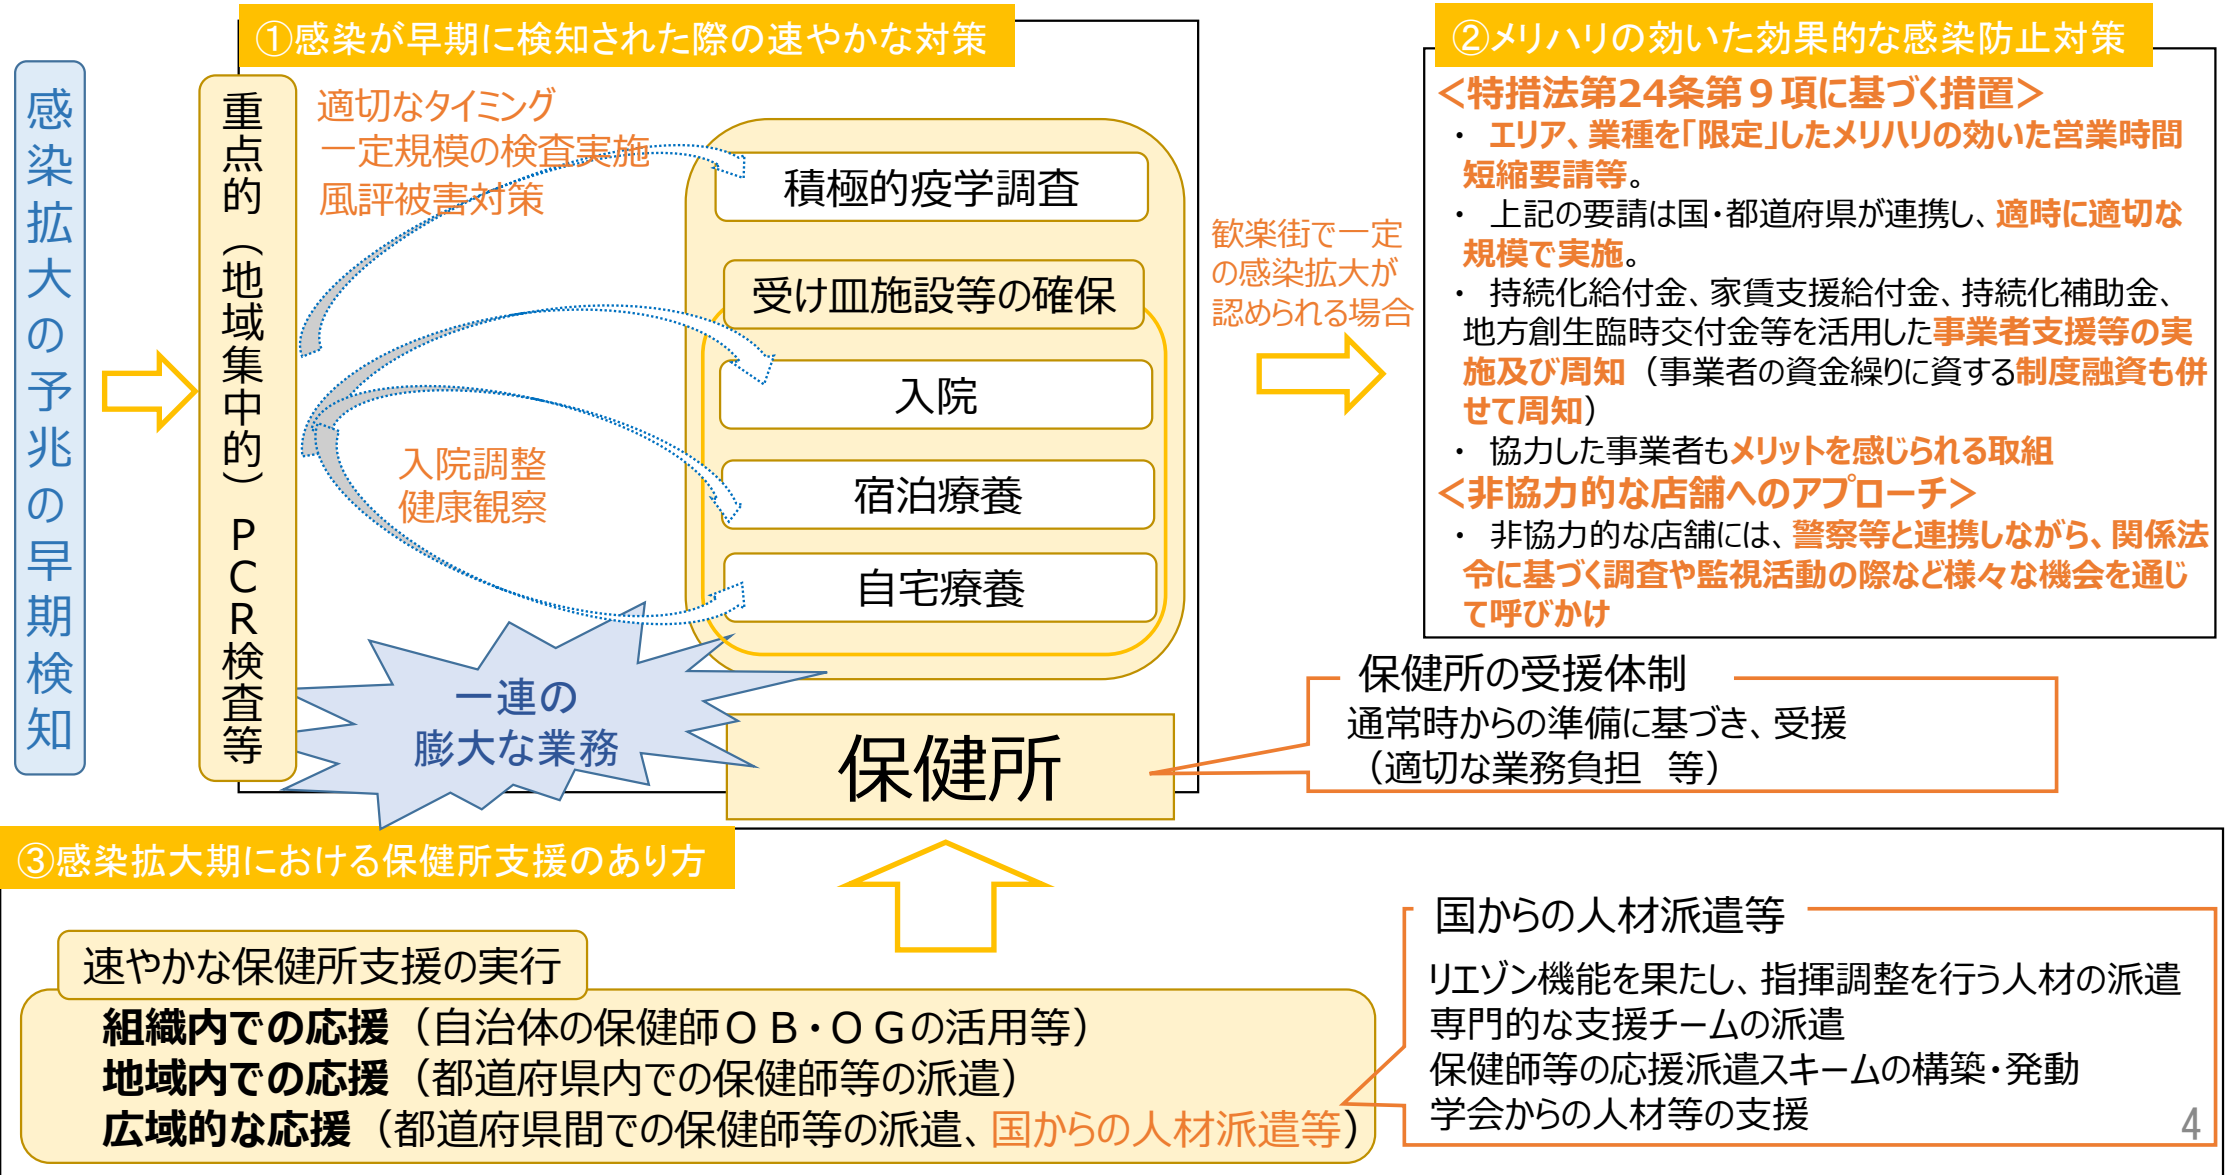 感染拡大の予兆の早期検知
①感染が早期に検知された際の速やかな対策
重点的（地域集中的）ＰＣＲ検査等
適切なタイミング
一定規模の検査実施
風評被害対策
積極的疫学調査
受け皿施設等の確保
入院
宿泊療養
自宅療養
入院調整
健康観察
一連の
膨大な業務
保健所
歓楽街で一定
の感染拡大が
認められる場合
②メリハリの効いた効果的な感染防止対策
＜特措法第24条第９項に基づく措置＞
・ エリア、業種を「限定」したメリハリの効いた営業時間
短縮要請等。
・ 上記の要請は国・都道府県が連携し、適時に適切な
規模で実施。
・ 持続化給付金、家賃支援給付金、持続化補助金、
地方創生臨時交付金等を活用した事業者支援等の実
施及び周知（事業者の資金繰りに資する制度融資も併
せて周知）
・ 協力した事業者もメリットを感じられる取組
＜非協力的な店舗へのアプローチ＞
・ 非協力的な店舗には、警察等と連携しながら、関係法
令に基づく調査や監視活動の際など様々な機会を通じ
て呼びかけ
保健所の受援体制
通常時からの準備に基づき、受援
（適切な業務負担　等）
③感染拡大期における保健所支援のあり方
速やかな保健所支援の実行
組織内での応援（自治体の保健師ＯＢ・ＯＧの活用等）
地域内での応援（都道府県内での保健師等の派遣）
広域的な応援（都道府県間での保健師等の派遣、国からの人材派遣等）
国からの人材派遣等
リエゾン機能を果たし、指揮調整を行う人材の派遣
専門的な支援チームの派遣
保健師等の応援派遣スキームの構築・発動
学会からの人材等の支援
4